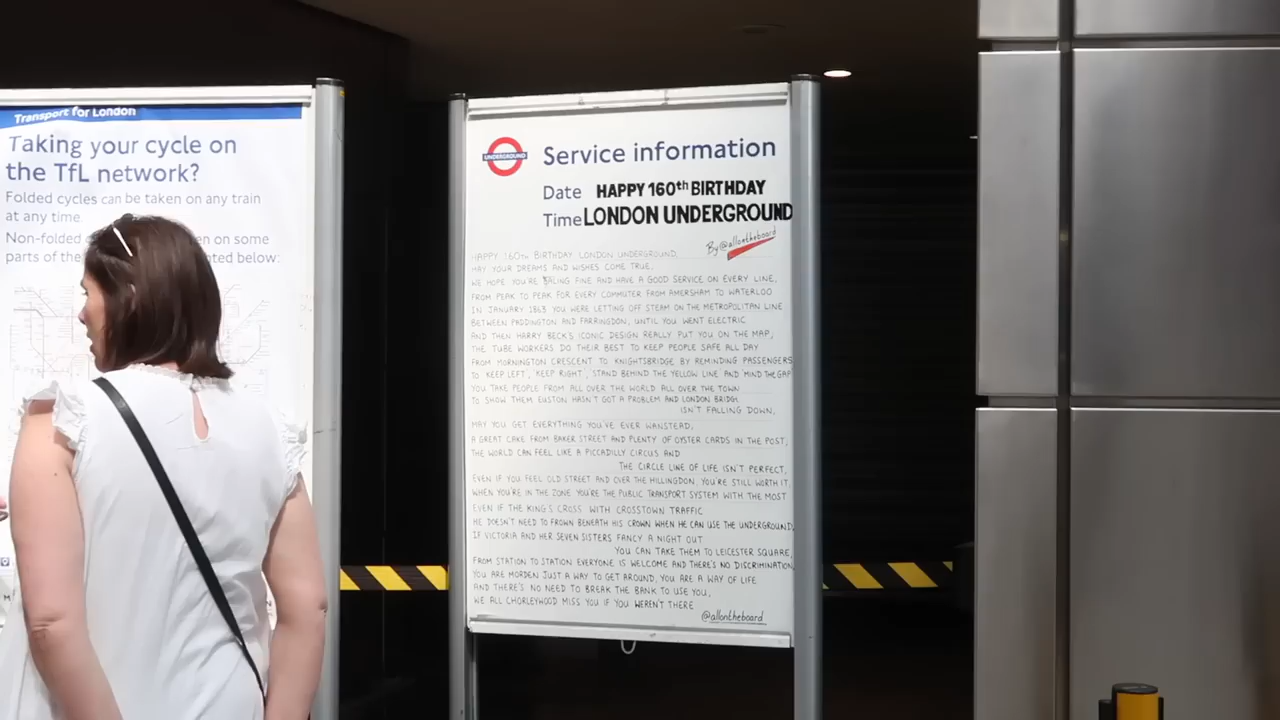 Transport for London
Taking your cycle on
the TfL network?
Folded cycles can be taken on any train
at any time
Non-folded
en on some
parts of the
ted below:
UNDERGROUND
Service information
Date HAPPY 160th BIRTHDAY
Time LONDON UNDERGROUND
By @allontheboard
HAPPY 160TH BIRTHDAY LONDON UNDERGROUND,
MAY YOUR DREAMS AND WISHES COME TRUE.
WE HOPE YOU'RE EALING FINE AND HAVE A GOOD SERVICE ON EVERY LINE,
FROM PEAK TO PEAK FOR EVERY COMMUTER FROM AMERSHAM TO WATERLOO
IN JANUARY 1863 YOU WERE LETTING OFF STEAM ON THE METROPOLITAN LINE
BETWEEN PADDINGTON AND FARRINGDON, UNTIL YOU WENT ELECTRIC
AND THEN HARRY BECK'S ICONIC DESIGN REALLY PUT YOU ON THE MAP,
THE TUBE WORKERS DO THEIR BEST TO KEEP PEOPLE SAFE ALL DAY
FROM MORNINGTON CRESCENT TO KNIGHTSBRIDGE BY REMINDING PASSENGERS
TO 'KEEP LEFT', 'KEEP RIGHT', 'STAND BEHIND THE YELLOW LINE AND MIND THE GAP
YOU TAKE PEOPLE FROM ALL OVER THE WORLD ALL OVER THE TOWN
TO SHOW THEM EUSTON HASN'T GOT A PROBLEM AND LONDON BRIDGE
ISN'T FALLING DOWN,
MAY YOU GET EVERYTHING YOU'VE EVER WANSTEAD,
A GREAT CAKE FROM BAKER STREET AND PLENTY OF OYSTER CARDS IN THE POST,
THE WORLD CAN FEEL LIKE A PICCADILLY CIRCUS AND
THE CIRCLE LINE OF LIFE ISN'T PERFECT,
EVEN IF YOU FEEL OLD STREET AND OVER THE HILLINGDON, YOU'RE STILL WORTH IT,
WHEN YOU'RE IN THE ZONE YOU'RE THE PUBLIC TRANSPORT SYSTEM WITH THE MOST
EVEN IF THE KING'S CROSS WITH CROSSTOWN TRAFFIC
HE DOESN'T NEED TO FROWN BENEATH HIS CROWN WHEN HE CAN USE THE UNDERGROUND,
IF VICTORIA AND HER SEVEN SISTERS FANCY A NIGHT OUT
YOU CAN TAKE THEM TO LEICESTER SQUARE,
FROM STATION TO STATION EVERYONE IS WELCOME AND THERE'S NO DISCRIMINATION,
YOU ARE MORDEN JUST A WAY TO GET AROUND, YOU ARE A WAY OF LIFE
AND THERE'S NO NEED TO BREAK THE BANK TO USE YOU,
WE ALL CHORLEYWOOD MISS YOU IF YOU WEREN'T THERE
@allontheboard